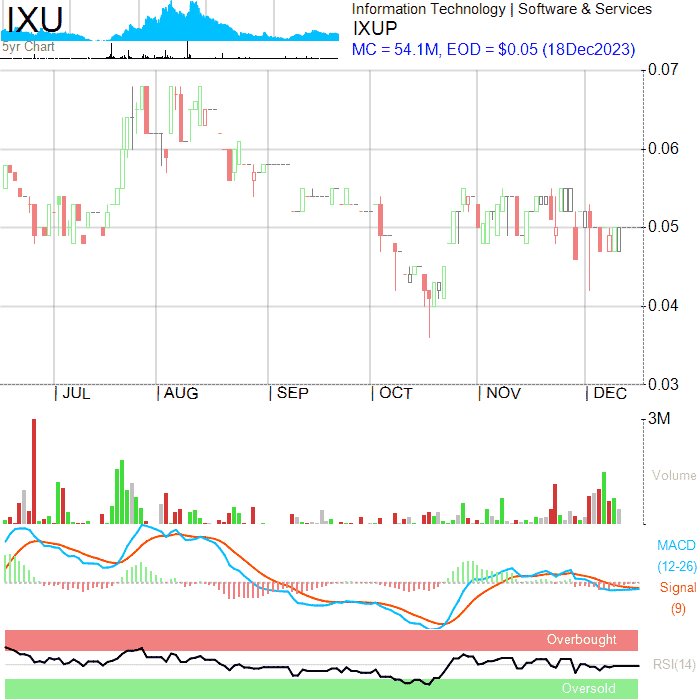 IXU
5yr Chart
Information Technology | Software & Services
IXUP
MC = 54.1M, EOD = $0.05 (18Dec2023)
0.07
0.06
0.05
0.04
0.03
| JUL | AUG | SEP | OCT | NOV | DEC
3M
Volume
MACD
(12-26)
Signal
(9)
Overbought
RSI(14)
Oversold